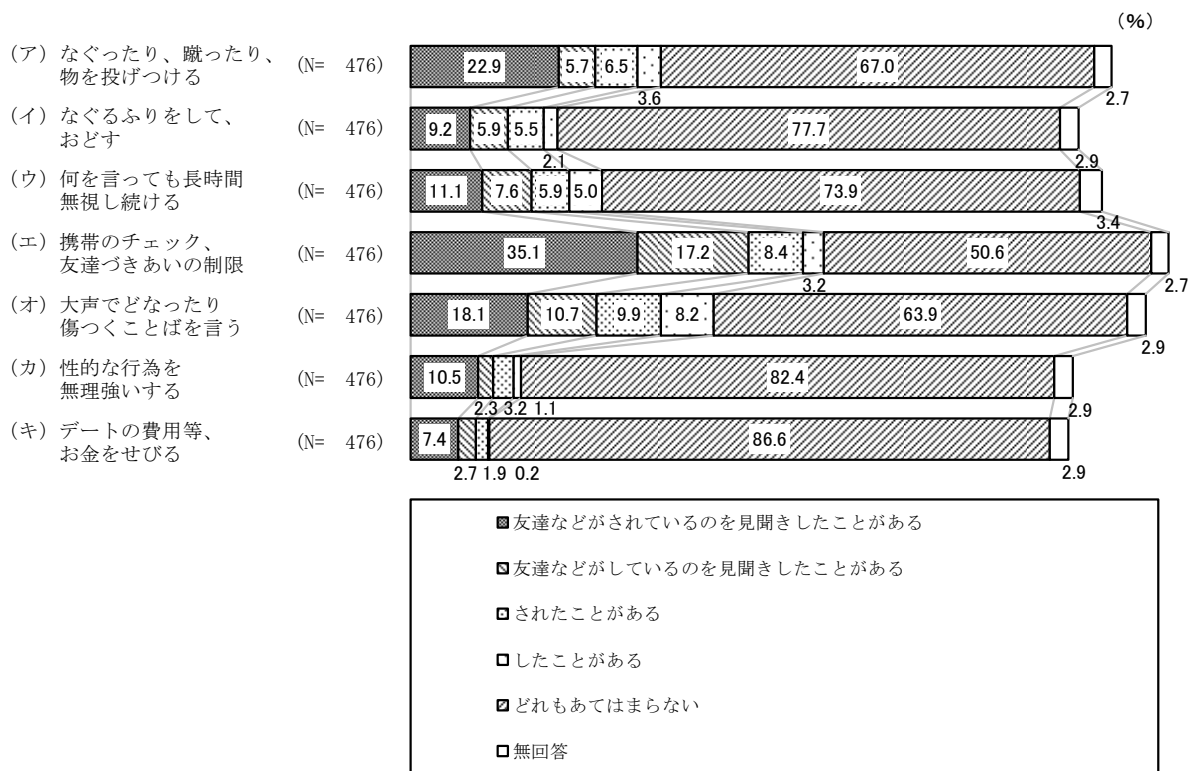 （％）
（ア）なぐったり、蹴ったり、
物を投げつける
（N= 476）
22.9
5.7
6.5
3.6
67.0
2.7
（イ）なぐるふりをして、
おどす
（N= 476）
9.2
5.9
5.5
2.1
77.7
2.9
（ウ）何を言っても長時間
無視し続ける
（N= 476）
11.1
7.6
5.9
5.0
73.9
3.4
（エ）携帯のチェック、
友達づきあいの制限
（N= 476）
35.1
17.2
8.4
3.2
50.6
2.7
（オ）大声でどなったり
傷つくことばを言う
（N= 476）
18.1
10.7
9.9
8.2
63.9
2.9
（カ）性的な行為を
無理強いする
（N= 476）
10.5
2.3
3.2
1.1
82.4
2.9
（キ）デートの費用等、
お金をせびる
（N= 476）
7.4
2.7
1.9
0.2
86.6
2.9
友達などがされているのを見聞きしたことがある
友達などがしているのを見聞きしたことがある
されたことがある
したことがある
どれもあてはまらない
無回答